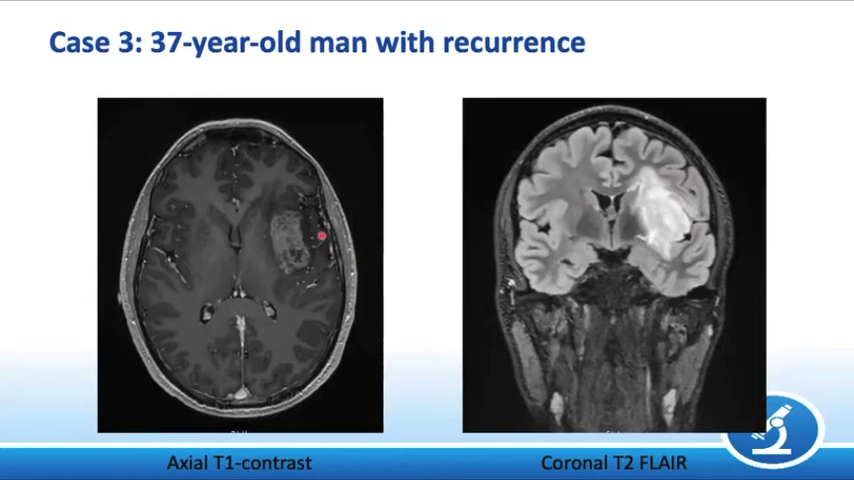 Case 3: 37-year-old man with recurrence
Axial T1-contrast
Coronal T2 FLAIR